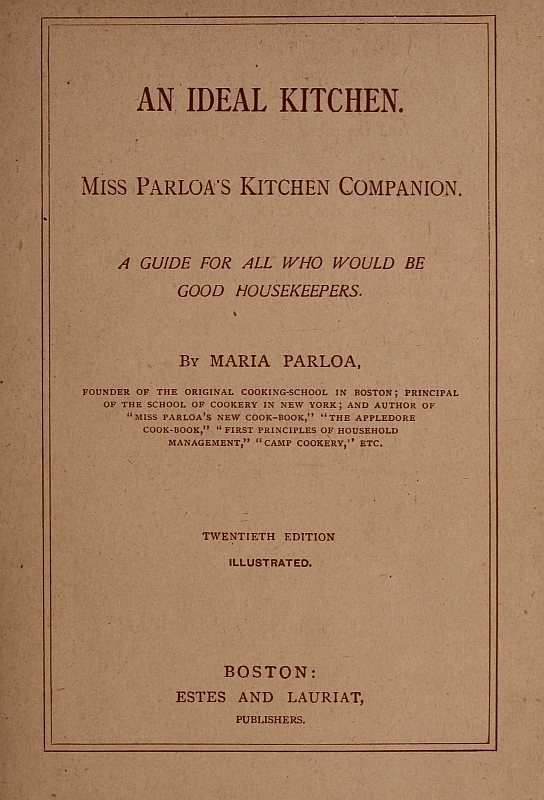 AN IDEAL KITCHEN.
MISS PARLOA'S KITCHEN COMPANION.
A GUIDE FOR ALL WHO WOULD BE
GOOD HOUSEKEEPERS.
BY MARIA PARLOA,
FOUNDER OF THE ORIGINAL COOKING-SCHOOL IN BOSTON; PRINCIPAL
OF THE SCHOOL OF COOKERY IN NEW YORK; AND AUTHOR OF
"MISS PARLOA'S NEW COOK-BOOK," "THE APPLEDORE
COOK-BOOK," "FIRST PRINCIPLES OF HOUSEHOLD
MANAGEMENT," "CAMP COOKERY," ETC.
TWENTIETH EDITION
ILLUSTRATED.
BOSTON:
ESTES AND LAURIAT,
PUBLISHERS.